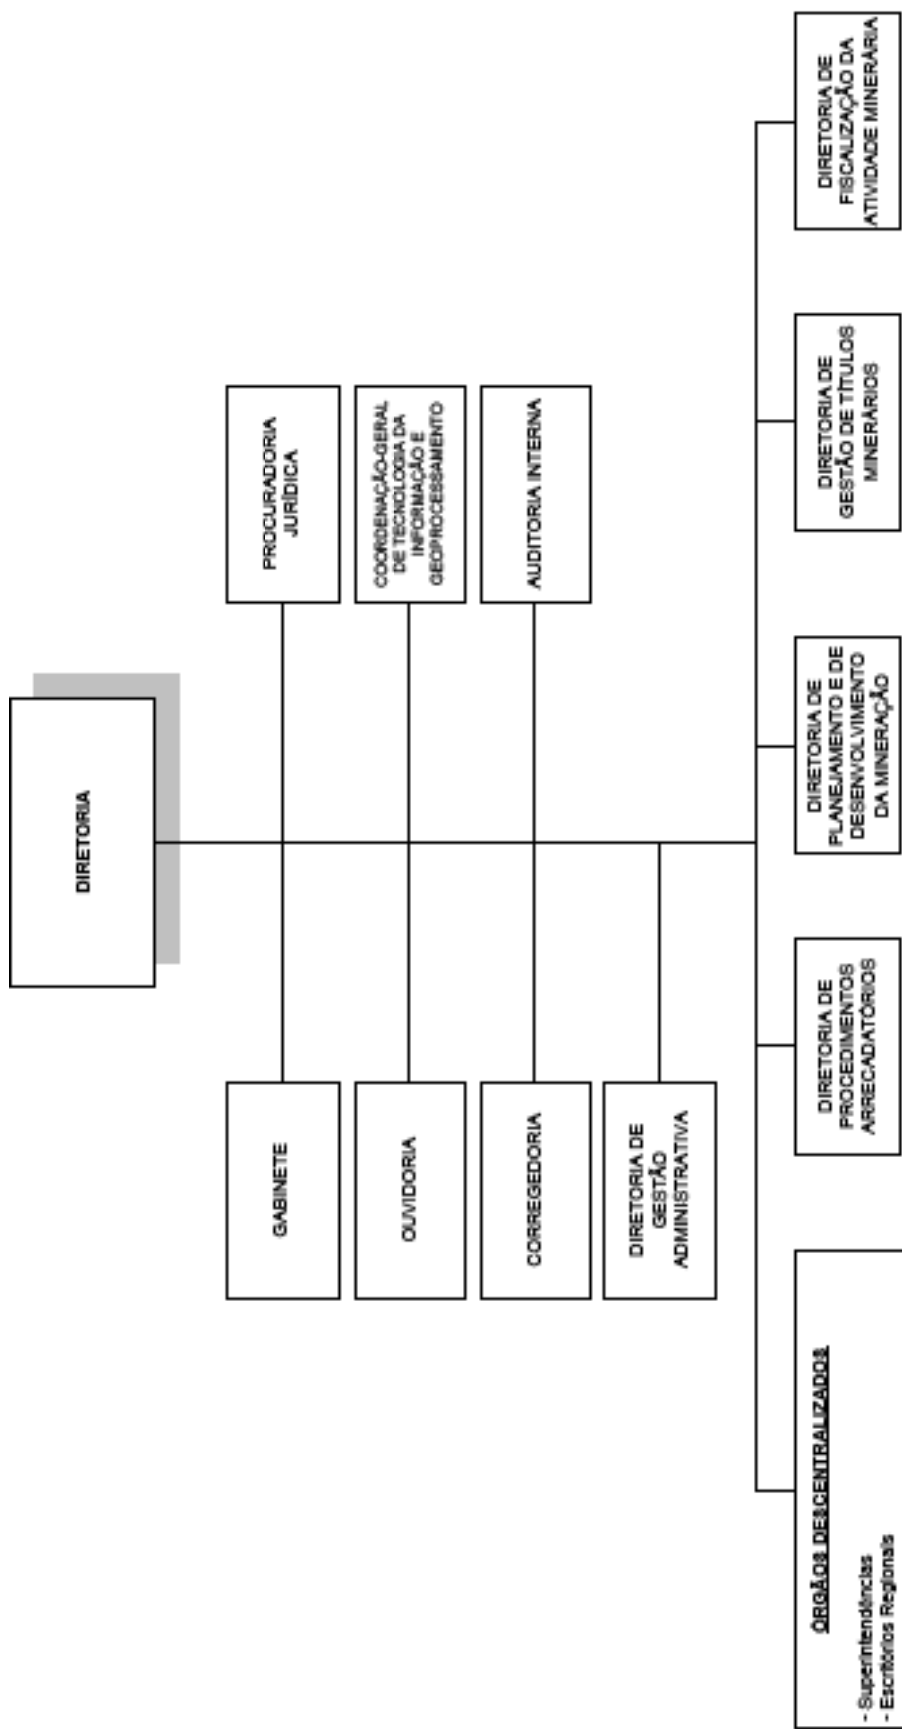 DIRETORIA
GABINETE
PROCURADORIA
JURÍDICA
OUVIDORIA
COORDENAÇÃO-GERAL
DE TECNOLOGIA DA
INFORMAÇÃO E
GEOPROCESSAMENTO
CORREGEDORIA
AUDITORIA INTERNA
DIRETORIA DE
GESTÃO
ADMINISTRATIVA
ÓRGÃOS DESCENTRALIZADOS
- Superintendências
- Escritórios Regionais
DIRETORIA DE
PROCEDIMENTOS
ARRECADATÓRIOS
DIRETORIA DE
PLANEJAMENTO E DE
DESENVOLVIMENTO
DA MINERAÇÃO
DIRETORIA DE
GESTÃO DE TÍTULOS
MINERÁRIOS
DIRETORIA DE
FISCALIZAÇÃO DA
ATIVIDADE MINERÁRIA